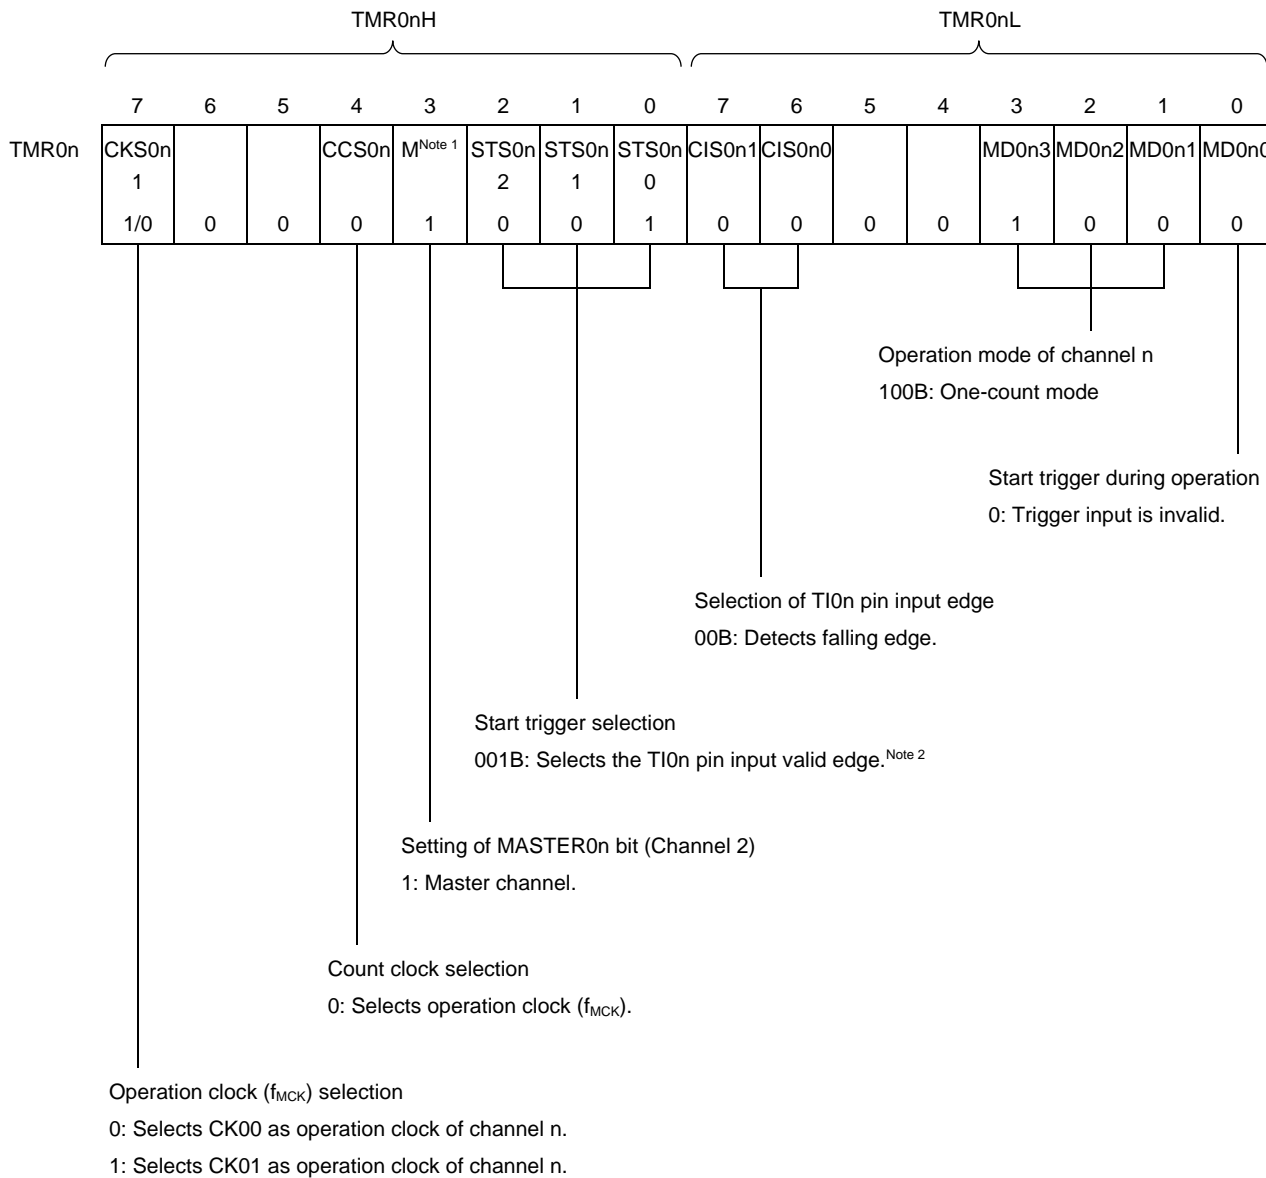 TMR0nH TMR0nL
7 6 5 4 3 2 1 0 7 6 5 4 3 2 1 0
TMR0n CKS0n CCS0n M Note 1 STS0n STS0n STS0n CIS0n1 CIS0n0 MD0n3 MD0n2 MD0n1 MD0n0
1 2 1 0
1/0 0 0 0 1 0 0 1 0 0 0 0 1 0 0 0
Operation mode of channel n
100B: One-count mode
Start trigger during operation
0: Trigger input is invalid.
Selection of TI0n pin input edge
00B: Detects falling edge.
Start trigger selection
001B: Selects the TI0n pin input valid edge.Note 2
Setting of MASTER0n bit (Channel 2)
1: Master channel.
Count clock selection
0: Selects operation clock (fMCK).
Operation clock (fMCK) selection
0: Selects CK00 as operation clock of channel n.
1: Selects CK01 as operation clock of channel n.